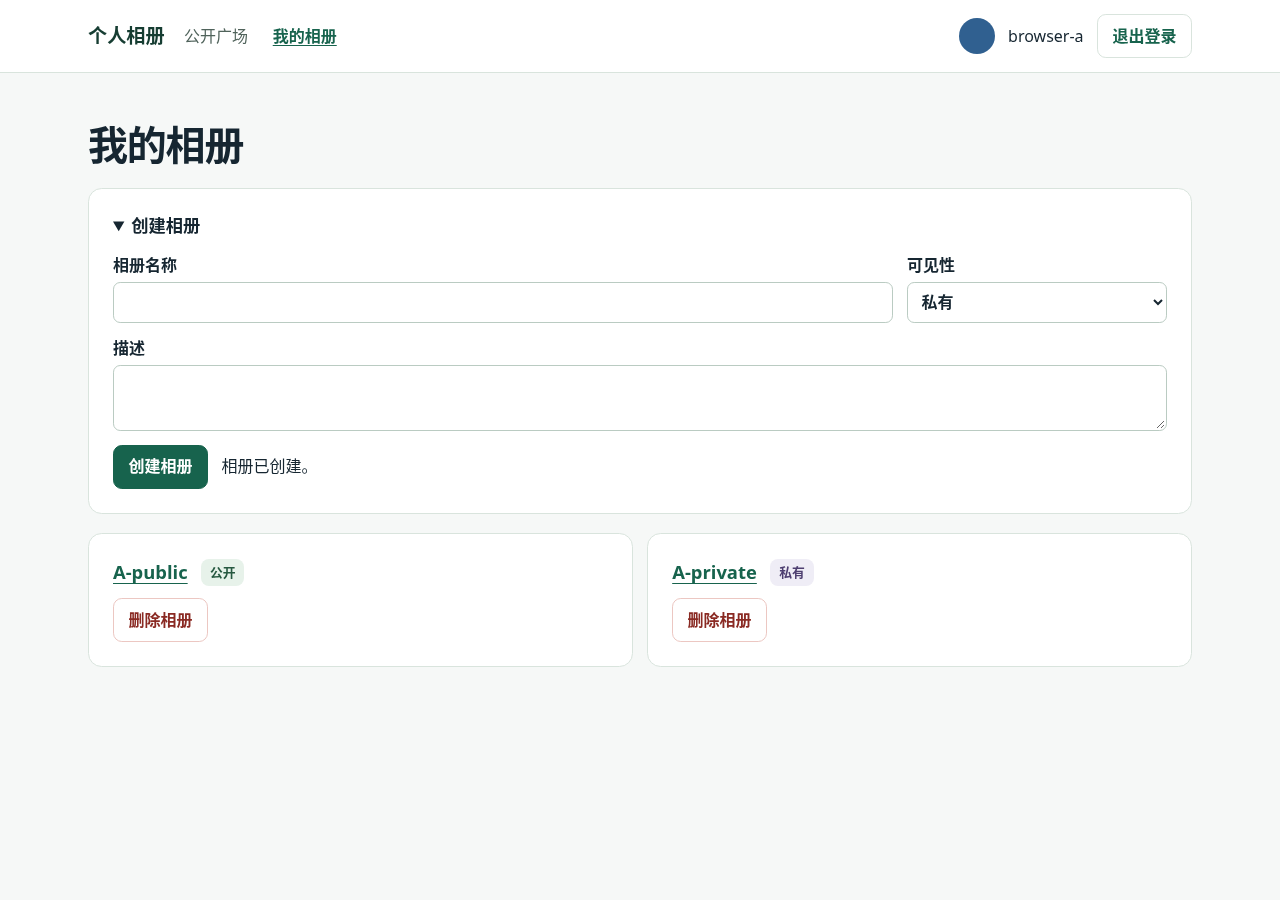 个人相册 公开广场 我的相册 browser-a 退出登录
我的相册
▼ 创建相册
相册名称 可见性
私有
描述
创建相册 相册已创建。
A-public 公开 A-private 私有
删除相册 删除相册